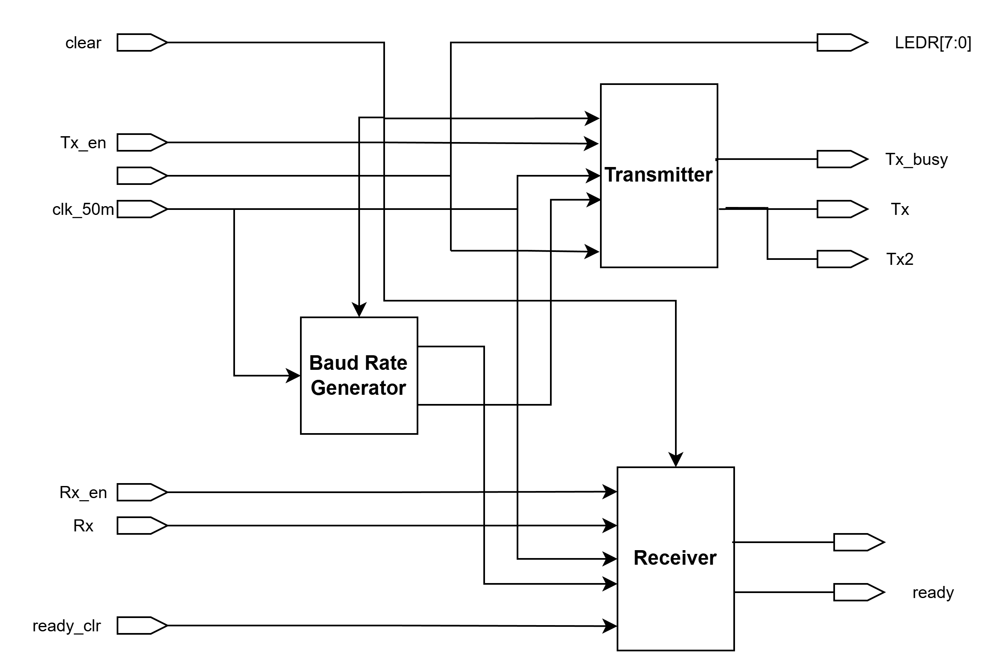 clear
LEDR[7:0]
Tx_en
Tx_busy
Transmitter
clk_50m
Tx
Tx2
Baud Rate
Generator
Rx_en
Rx
Receiver
ready
ready_clr